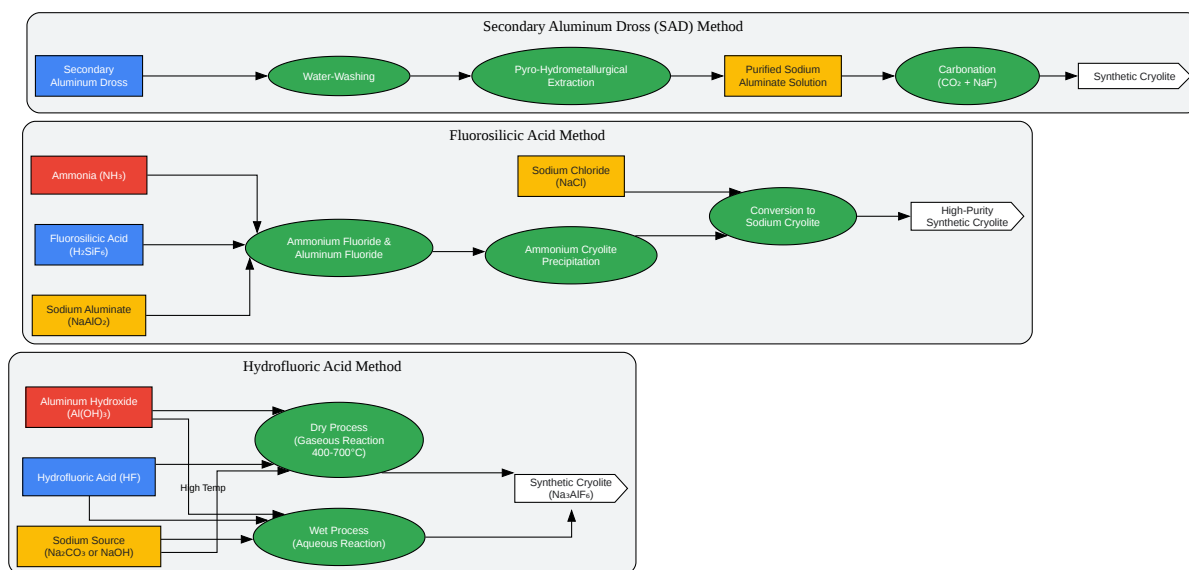 Secondary Aluminum Dross (SAD) Method
Secondary
Aluminum Dross
Water-Washing
Pyro-Hydrometallurgical
Extraction
Purified Sodium
Aluminate Solution
Carbonation
(CO₂ + NaF)
Synthetic Cryolite
Fluorosilicic Acid Method
Ammonia (NH₃)
Fluorosilicic Acid
(H₂SiF₆)
Sodium Aluminate
(NaAlO₂)
Ammonium Fluoride &
Aluminum Fluoride
Ammonium Cryolite
Precipitation
Sodium Chloride
(NaCl)
Conversion to
Sodium Cryolite
High-Purity
Synthetic Cryolite
Hydrofluoric Acid Method
Aluminum Hydroxide
(Al(OH)₃)
Hydrofluoric Acid (HF)
Sodium Source
(Na₂CO₃ or NaOH)
High Temp
Dry Process
(Gaseous Reaction
400-700°C)
Wet Process
(Aqueous Reaction)
Synthetic Cryolite
(Na₃AlF₆)